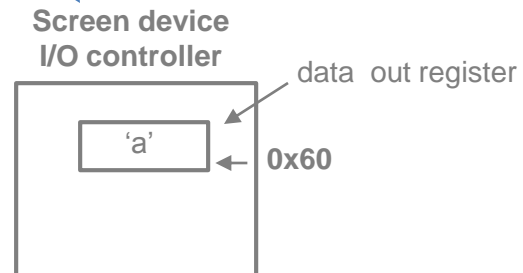 Screen device
I/O controller
data out register
‘a’
0x60